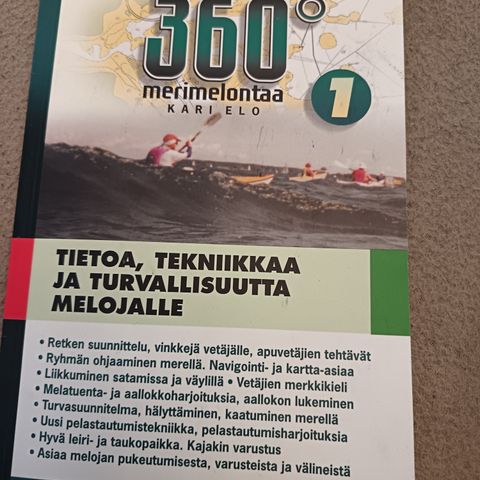 360°
merimelontaa
KARI ELO
1
TIETOA, TEKNIIKKAA
JA TURVALLISUUTTA
MELOJALLE
• Retken suunnittelu, vinkkejä vetäjälle, apuvetäjien tehtävät
• Ryhmän ohjaaminen merellä. Navigointi- ja kartta-asiaa
• Liikkuminen satamissa ja väylillä • Vetäjien merkkikieli
• Melatuenta- ja aallokkoharjoituksia, aallokon lukeminen
• Turvasuunnitelma, hälyttäminen, kaatuminen merellä
• Uusi pelastautumistekniikka, pelastautumisharjoituksia
• Hyvä leiri- ja taukopaikka. Kajakin varustus
• Asiaa melojan pukeutumisesta, varusteista ja välineistä